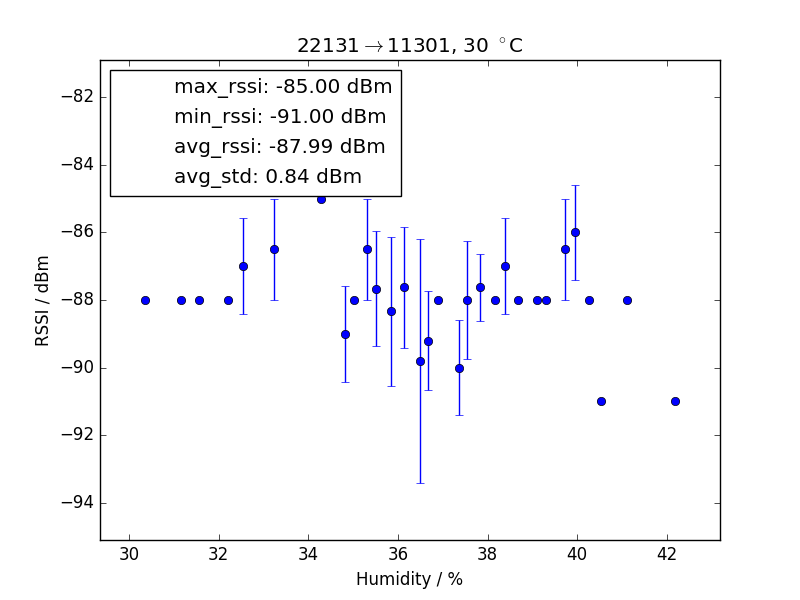 22131→11301, 30 °C
max_rssi: -85.00 dBm
min_rssi: -91.00 dBm
avg_rssi: -87.99 dBm
avg_std: 0.84 dBm
−82
−84
−86
−88
−90
−92
−94
RSSI / dBm
30 32 34 36 38 40 42
Humidity / %